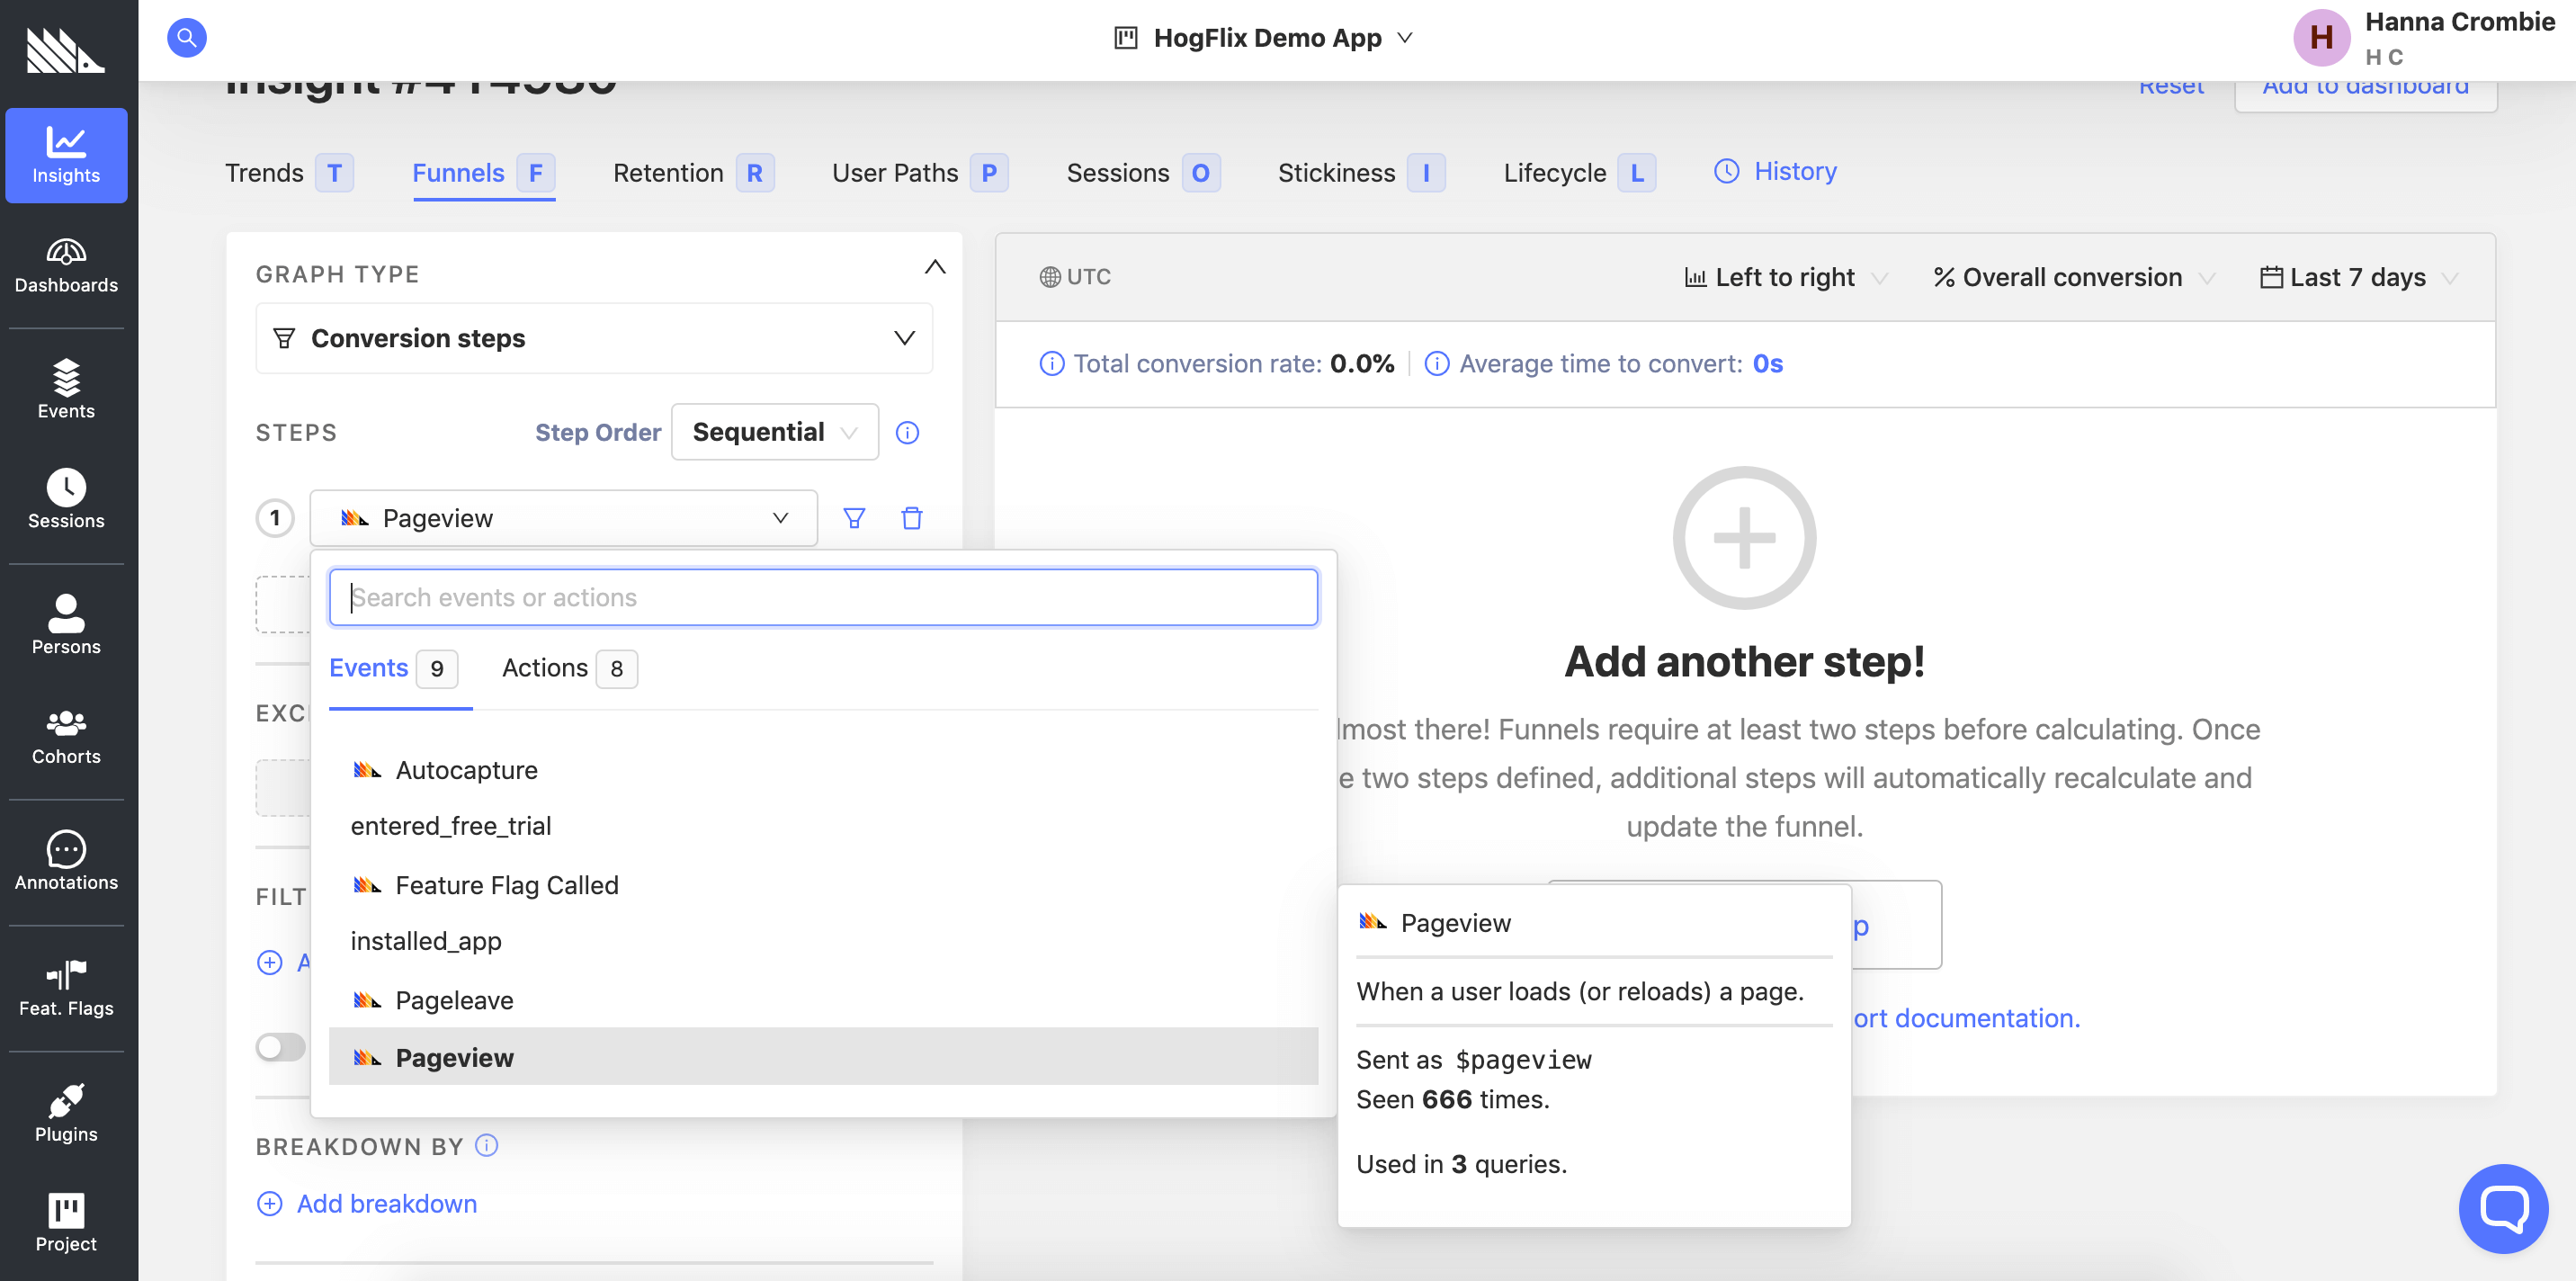 HogFlix Demo App
H
Hanna Crombie
H C
Insight #414980
Reset
Add to dashboard
Insights
Dashboards
Events
Sessions
Persons
Cohorts
Annotations
Feat. Flags
Plugins
Project
Trends T
Funnels F
Retention R
User Paths P
Sessions O
Stickiness I
Lifecycle L
History
GRAPH TYPE
Conversion steps
STEPS
Step Order
Sequential
1
Pageview
Search events or actions
Events 9
Actions 8
Autocapture
entered_free_trial
Feature Flag Called
installed_app
Pageleave
Pageview
EXC
FILT
A
BREAKDOWN BY
Add breakdown
UTC
Left to right
% Overall conversion
Last 7 days
Total conversion rate: 0.0%
Average time to convert: 0s
Add another step!
lmost there! Funnels require at least two steps before calculating. Once
e two steps defined, additional steps will automatically recalculate and
update the funnel.
p
ort documentation.
Pageview
When a user loads (or reloads) a page.
Sent as $pageview
Seen 666 times.
Used in 3 queries.